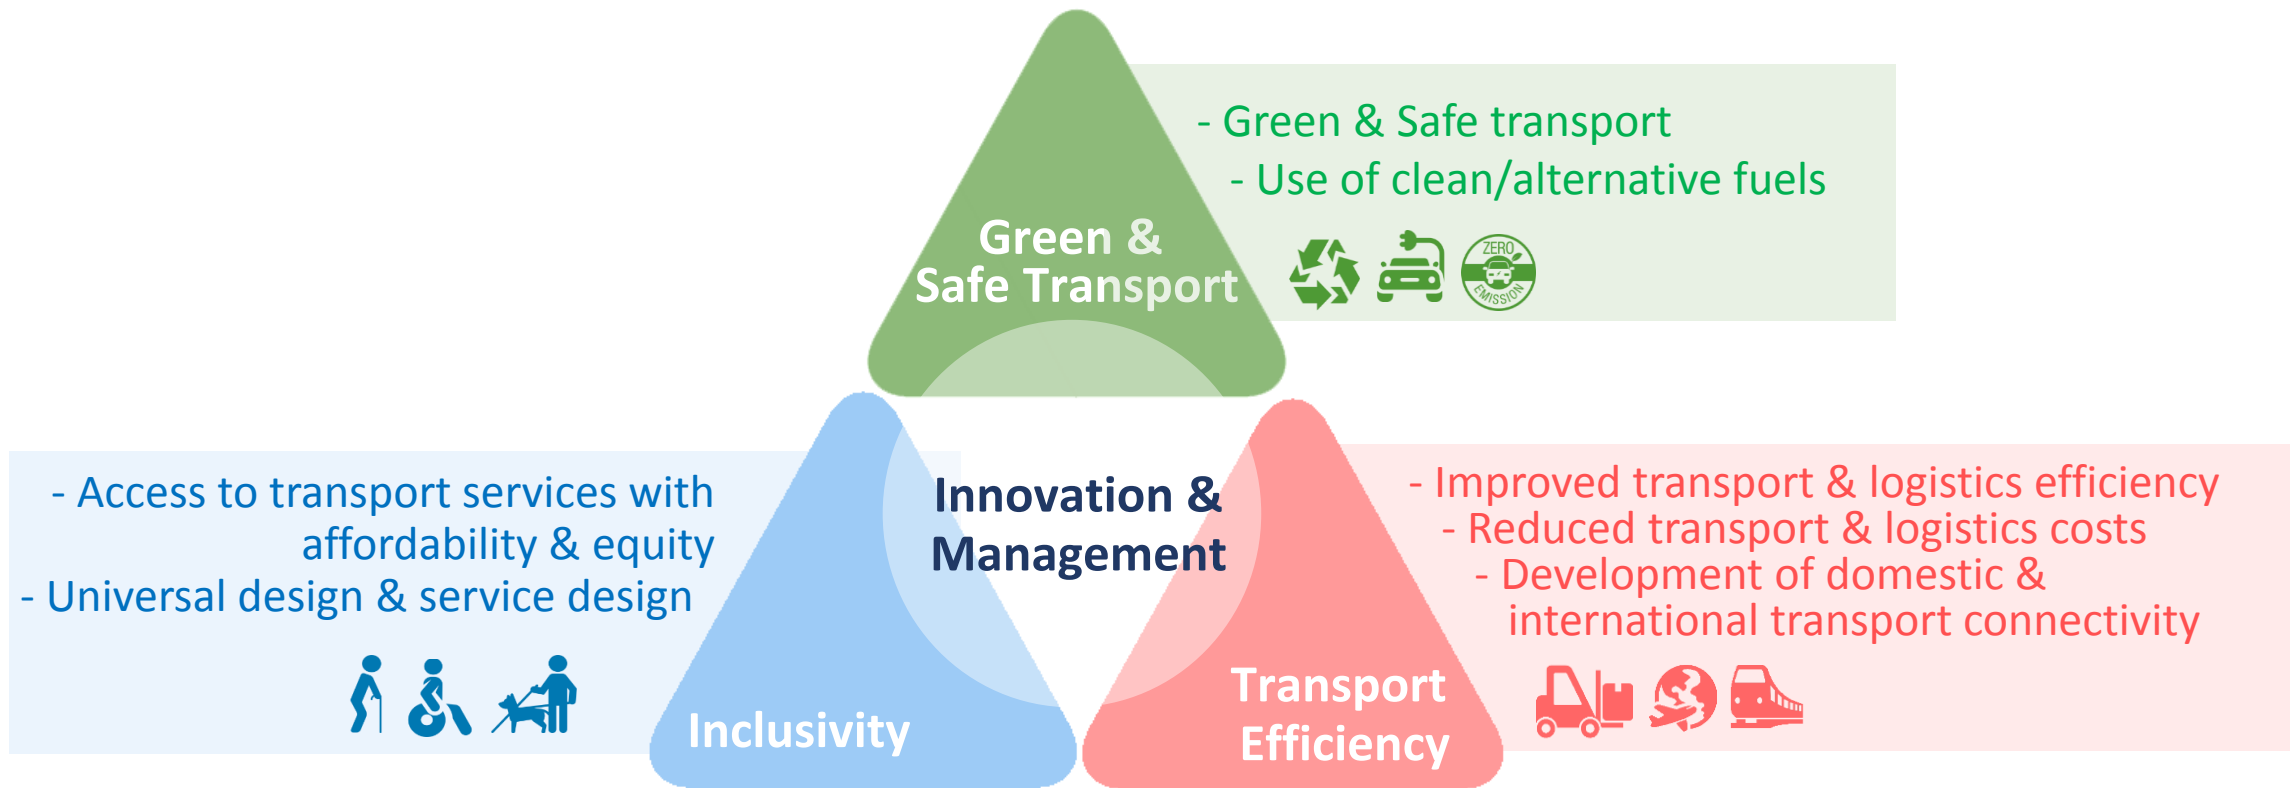 - Green & Safe transport
- Use of clean/alternative fuels
Green &
Safe Transport
ZERO
EMISSION
- Access to transport services with
affordability & equity
- Universal design & service design
Inclusivity
Innovation &
Management
- Improved transport & logistics efficiency
- Reduced transport & logistics costs
- Development of domestic &
international transport connectivity
Transport
Efficiency